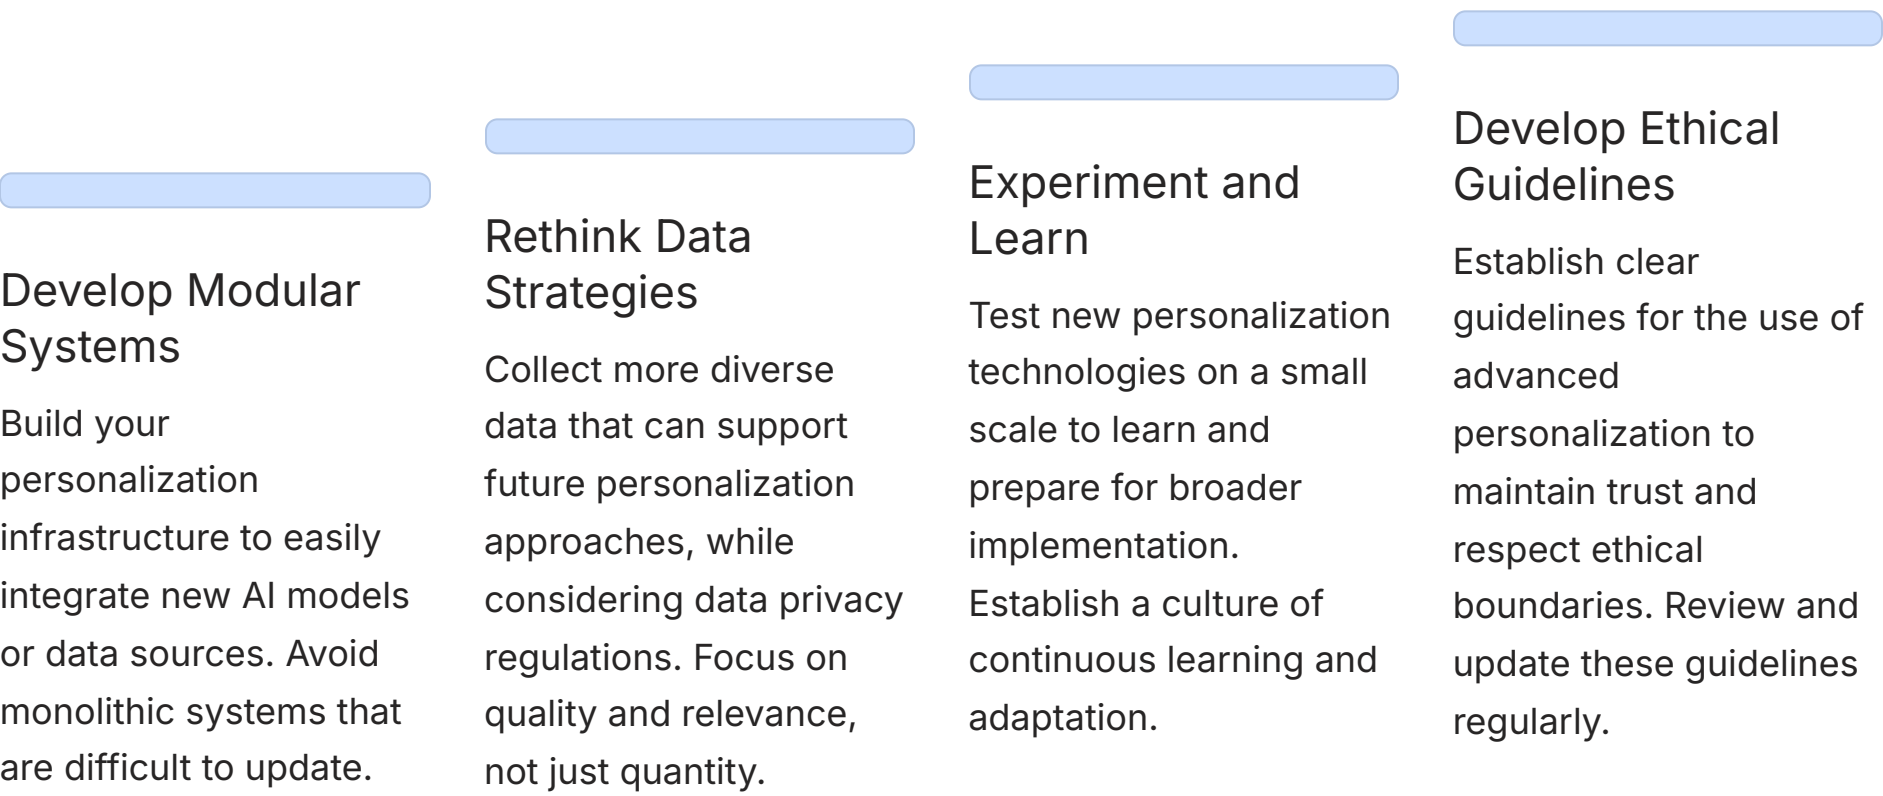 Develop Modular
Systems
Build your
personalization
infrastructure to easily
integrate new AI models
or data sources. Avoid
monolithic systems that
are difficult to update.
Rethink Data
Strategies
Collect more diverse
data that can support
future personalization
approaches, while
considering data privacy
regulations. Focus on
quality and relevance,
not just quantity.
Experiment and
Learn
Test new personalization
technologies on a small
scale to learn and
prepare for broader
implementation.
Establish a culture of
continuous learning and
adaptation.
Develop Ethical
Guidelines
Establish clear
guidelines for the use of
advanced
personalization to
maintain trust and
respect ethical
boundaries. Review and
update these guidelines
regularly.